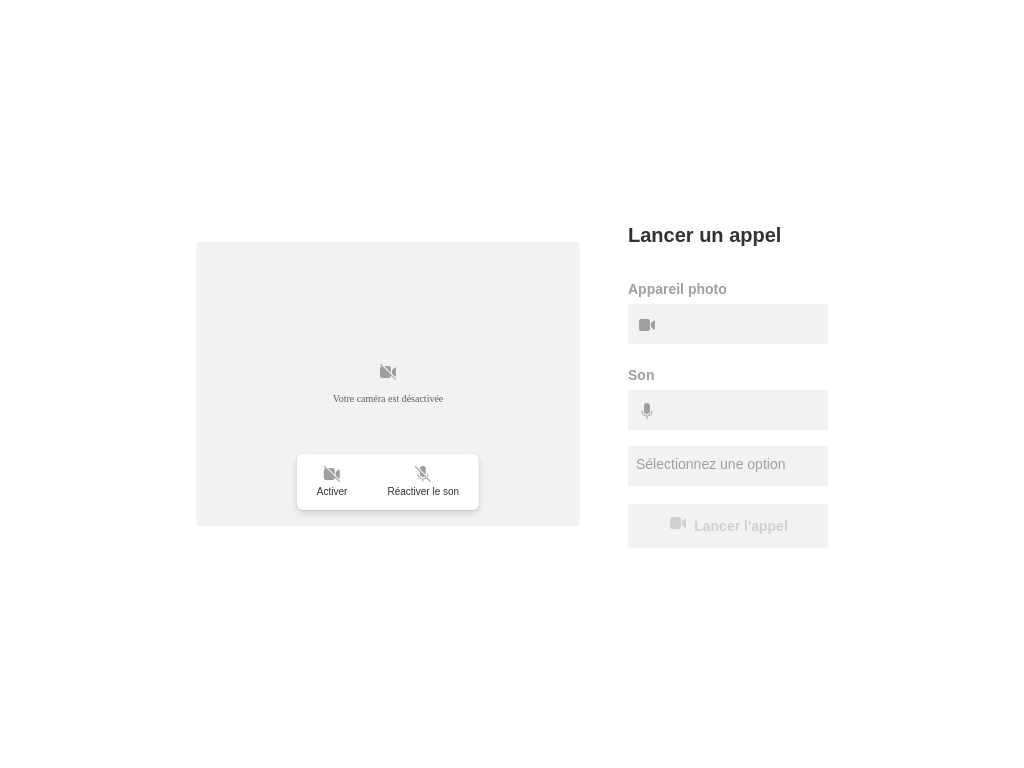 Votre caméra est désactivée
Activer
Réactiver le son
Lancer un appel
Appareil photo
Son
Sélectionnez une option
Lancer l'appel